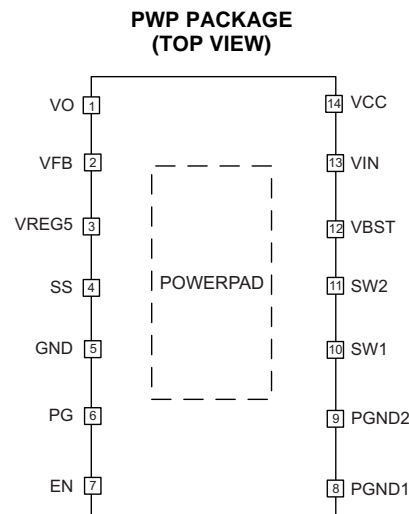 PWP PACKAGE
(TOP VIEW)
VO 1
14 VCC
VFB 2
13 VIN
VREG5 3
12 VBST
SS 4
11 SW2
POWERPAD
GND 5
10 SW1
PG 6
9 PGND2
EN 7
8 PGND1